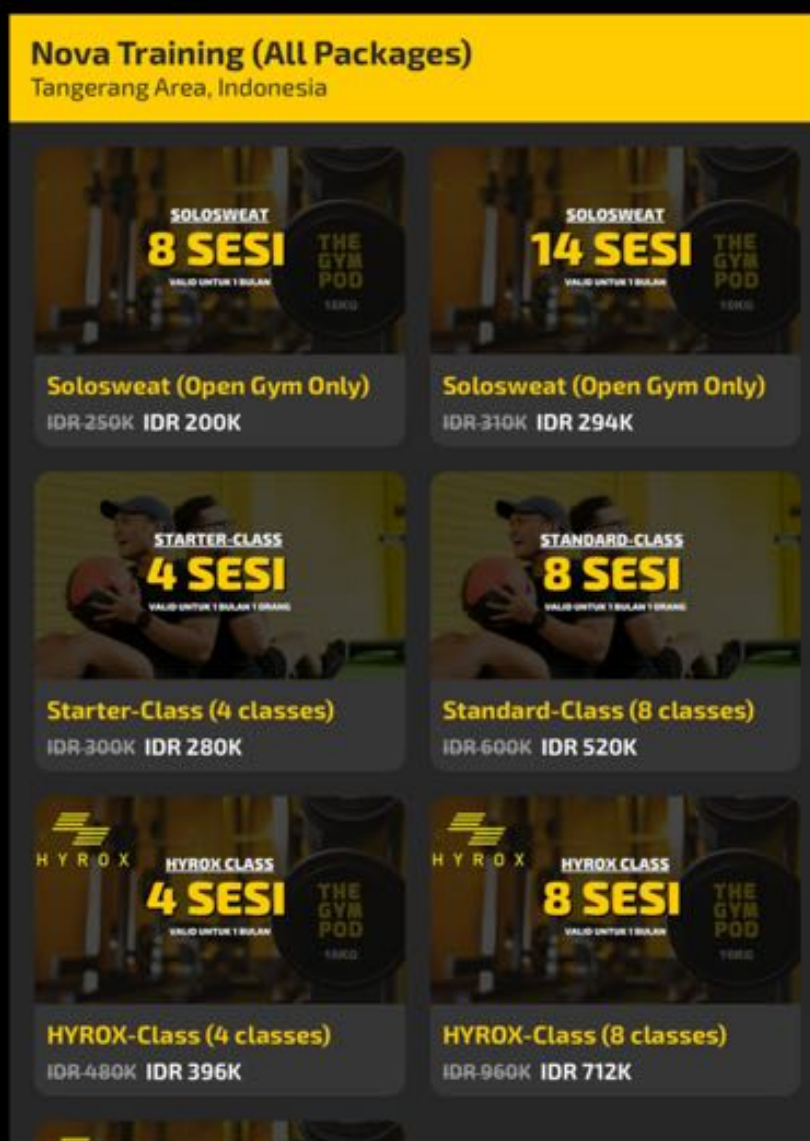 Nova Training (All Packages)
Tangerang Area, Indonesia
SOLOSWEAT
8 SESI
VALID UNTUK 1 BULAN
THE
GYM
POD
10KG
Solosweat (Open Gym Only)
IDR 250K IDR 200K
SOLOSWEAT
14 SESI
VALID UNTUK 1 BULAN
THE
GYM
POD
10KG
Solosweat (Open Gym Only)
IDR 310K IDR 294K
STARTER-CLASS
4 SESI
VALID UNTUK 1 BULAN 1 ORANG
Starter-Class (4 classes)
IDR 300K IDR 280K
STANDARD-CLASS
8 SESI
VALID UNTUK 1 BULAN 1 ORANG
Standard-Class (8 classes)
IDR 600K IDR 520K
HYROX
HYROX CLASS
4 SESI
VALID UNTUK 1 BULAN
THE
GYM
POD
10KG
HYROX-Class (4 classes)
IDR 480K IDR 396K
HYROX
HYROX CLASS
8 SESI
VALID UNTUK 1 BULAN
THE
GYM
POD
10KG
HYROX-Class (8 classes)
IDR 960K IDR 712K